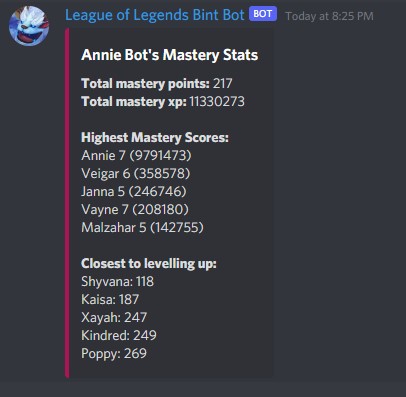 League of Legends Bint Bot BOT Today at 8:25 PM
Annie Bot's Mastery Stats
Total mastery points: 217
Total mastery xp: 11330273
Highest Mastery Scores:
Annie 7 (9791473)
Veigar 6 (358578)
Janna 5 (246746)
Vayne 7 (208180)
Malzahar 5 (142755)
Closest to levelling up:
Shyvana: 118
Kaisa: 187
Xayah: 247
Kindred: 249
Poppy: 269